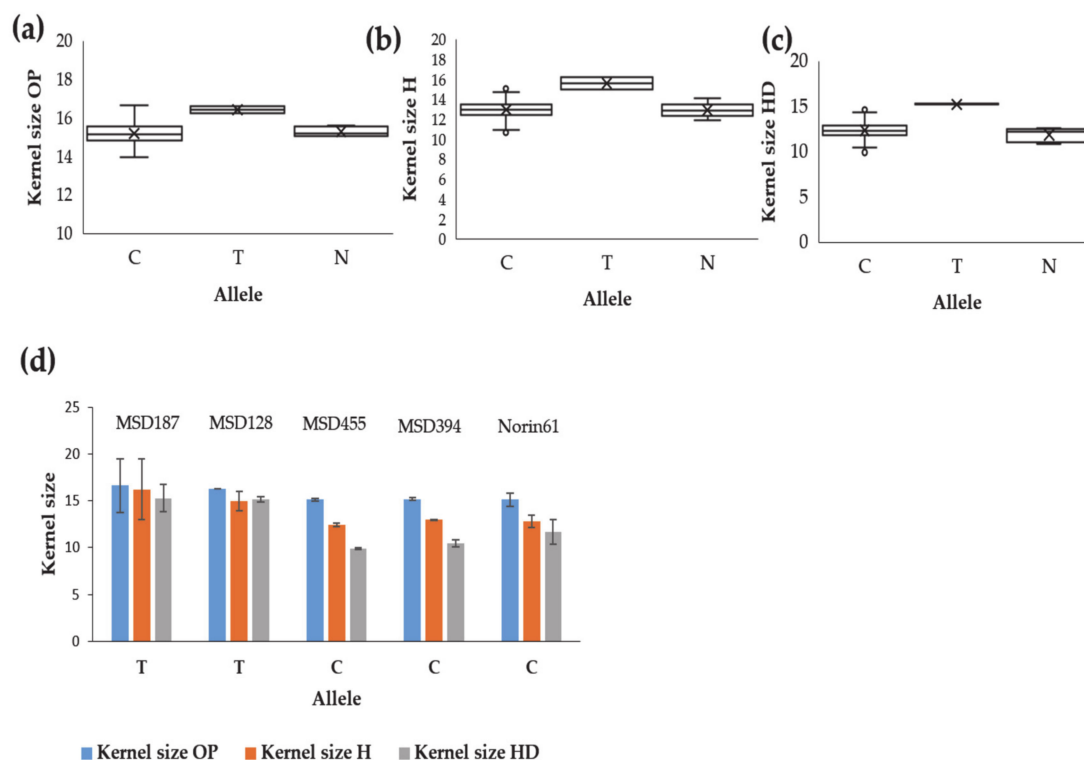 (a)
Kernel size OP
20
18
16
14
12
10
C T N
Allele
(b)
Kernel size H
20
18
16
14
12
10
8
6
4
2
0
C T N
Allele
(c)
Kernel size HD
20
15
10
5
0
C T N
Allele
(d)
Kernel size
25
20
15
10
5
0
MSD187 MSD128 MSD455 MSD394 Norin61
T T C C C
Allele
Kernel size OP Kernel size H Kernel size HD